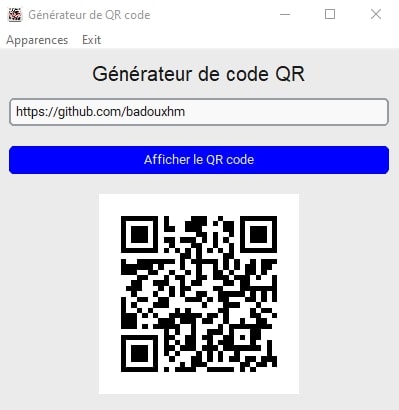 Générateur de QR code
Apparences Exit
Générateur de code QR
https://github.com/badouxhm
Afficher le QR code